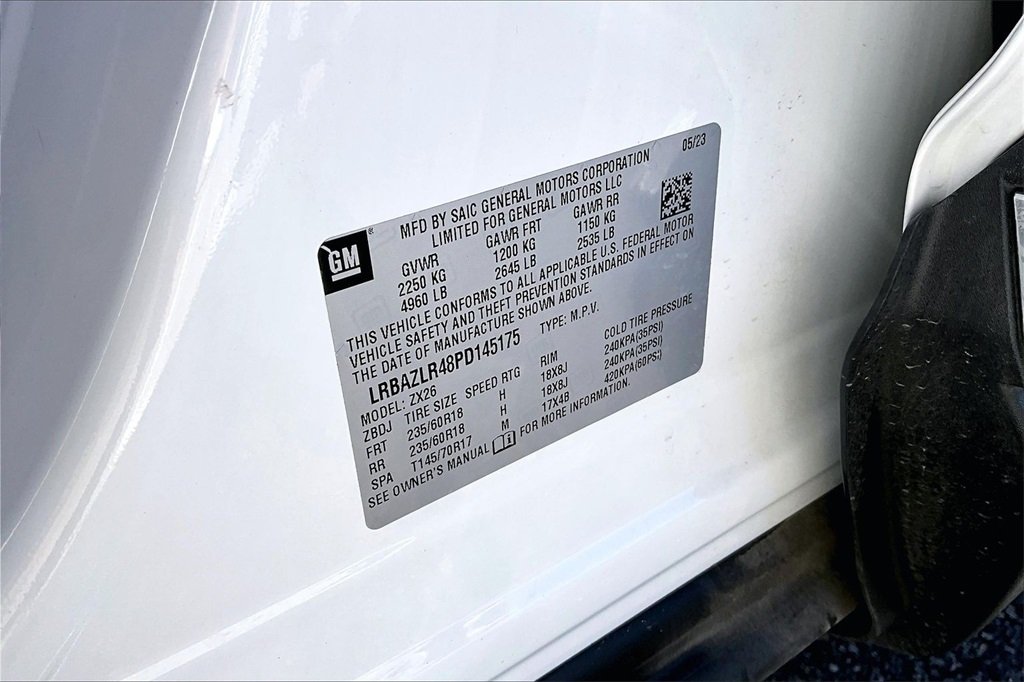 GM
MFD BY SAIC GENERAL MOTORS CORPORATION 05/23
LIMITED FOR GENERAL MOTORS LLC
GVWR GAWR FRT GAWR RR
2250 KG 1200 KG 1150 KG
4960 LB 2645 LB 2535 LB
THIS VEHICLE CONFORMS TO ALL APPLICABLE U.S. FEDERAL MOTOR
VEHICLE SAFETY AND THEFT PREVENTION STANDARDS IN EFFECT ON
THE DATE OF MANUFACTURE SHOWN ABOVE.
LRBAZLR48PD145175 TYPE: M.P.V.
MODEL: ZX26
ZBDJ TIRE SIZE SPEED RTG RIM COLD TIRE PRESSURE
FRT 235/60R18 H 18X8J 240KPA(35PSI)
RR 235/60R18 H 18X8J 240KPA(35PSI)
SPA T145/70R17 M 17X4B 420KPA(60PSI)
SEE OWNER'S MANUAL FOR MORE INFORMATION.